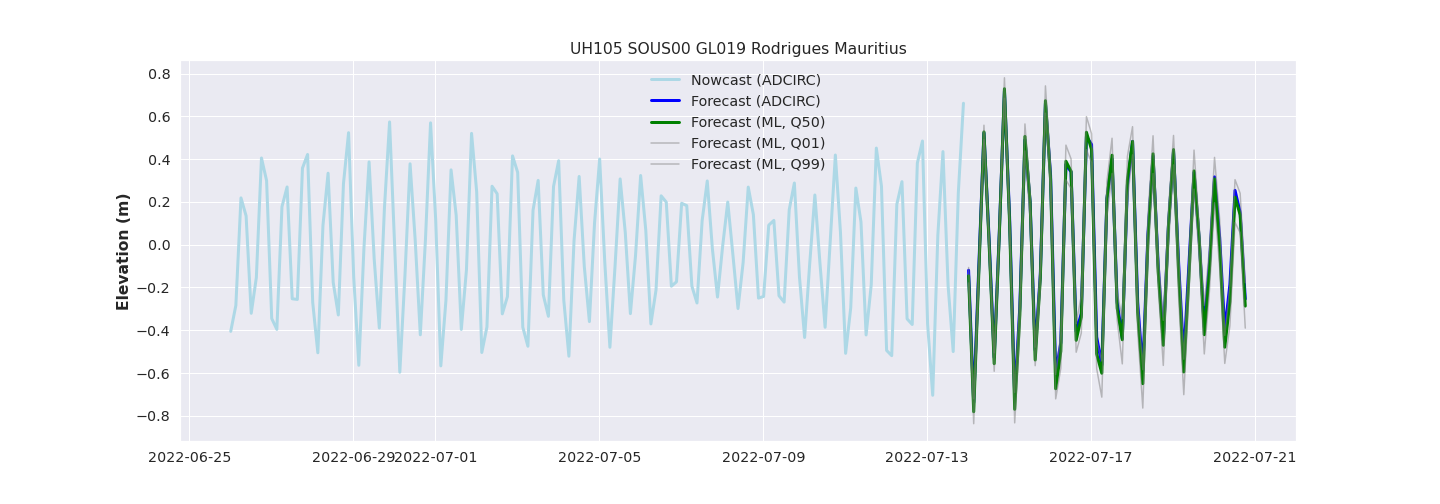 UH105 SOUS00 GL019 Rodrigues Mauritius
Nowcast (ADCIRC)
Forecast (ADCIRC)
Forecast (ML, Q50)
Forecast (ML, Q01)
Forecast (ML, Q99)
Elevation (m)
0.8
0.6
0.4
0.2
0.0
−0.2
−0.4
−0.6
−0.8
2022-06-25
2022-06-29
2022-07-01
2022-07-05
2022-07-09
2022-07-13
2022-07-17
2022-07-21